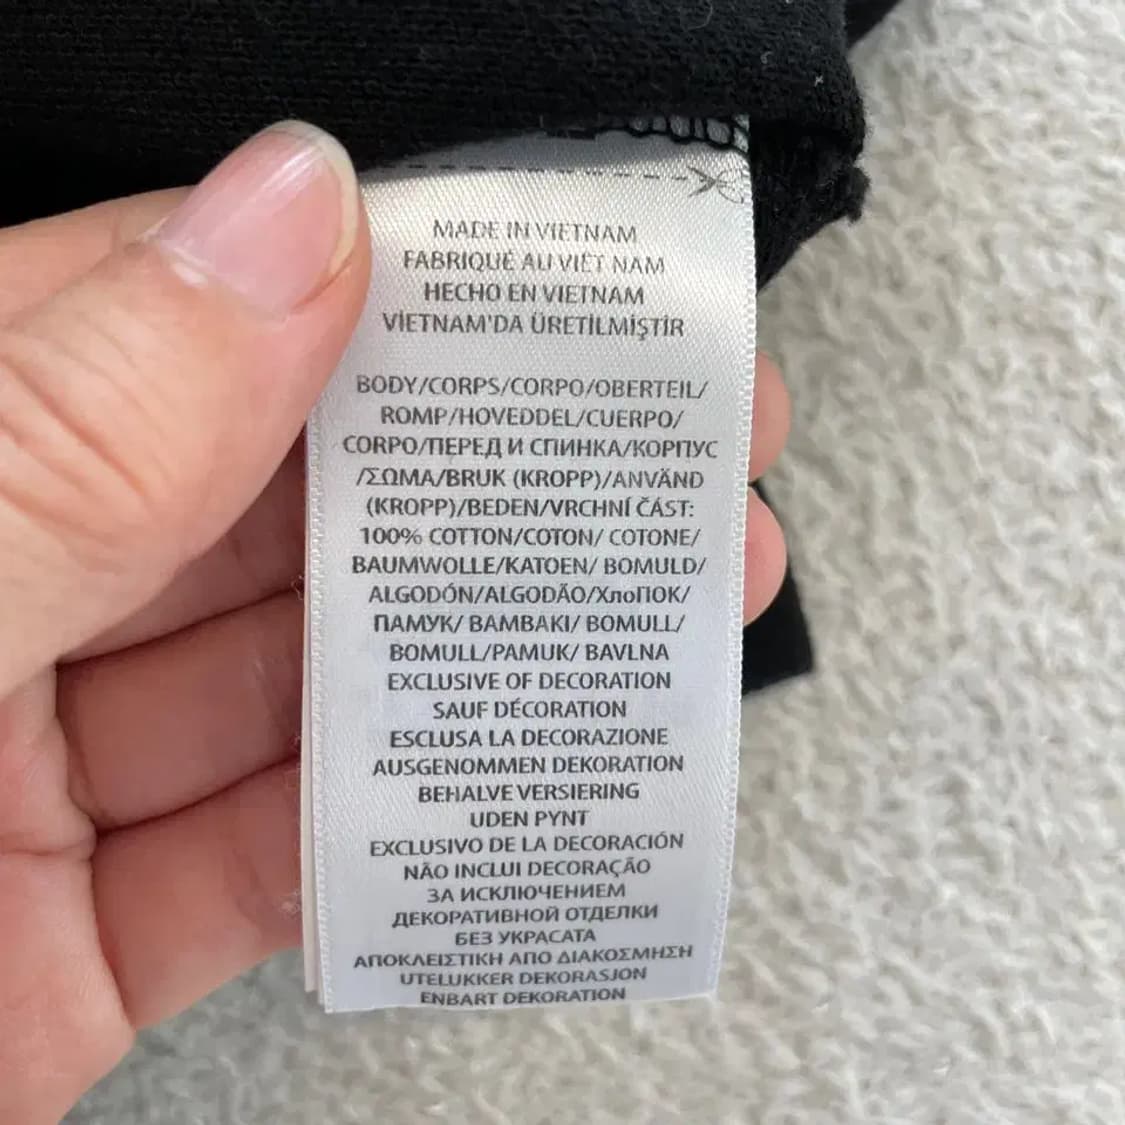 MADE IN VIETNAM
FABRIQUÉ AU VIÊT NAM
HECHO EN VIETNAM
VİETNAM'DA ÜRETİLMİŞTİR
BODY/CORPS/CORPO/OBERTEIL/
ROMP/HOVEDDEL/CUERPO/
CORPO/ПЕРЕД И СПИНКА/КОРПУС
/ΣΩΜΑ/BRUK (KROPP)/ANVÄND
(KROPP)/BEDEN/VRCHNÍ ČÁST:
100% COTTON/COTON/ COTONE/
BAUMWOLLE/KATOEN/ BOMULD/
ALGODÓN/ALGODÃO/ХлоПОК/
ПАМУК/ BAMBAKI/ BOMULL/
BOMULL/PAMUK/ BAVLNA
EXCLUSIVE OF DECORATION
SAUF DÉCORATION
ESCLUSA LA DECORAZIONE
AUSGENOMMEN DEKORATION
BEHALVE VERSIERING
UDEN PYNT
EXCLUSIVO DE LA DECORACIÓN
NÃO INCLUI DECORAÇÃO
ЗА ИСКЛЮЧЕНИЕМ
ДЕКОРАТИВНОЙ ОТДЕЛКИ
БЕЗ УКРАСАТА
ΑΠΟΚΛΕΙΣΤΙΚΗ ΑΠΟ ΔΙΑΚΟΣΜΗΣΗ
UTELUKKER DEKORASJON
ENBART DEKORATION